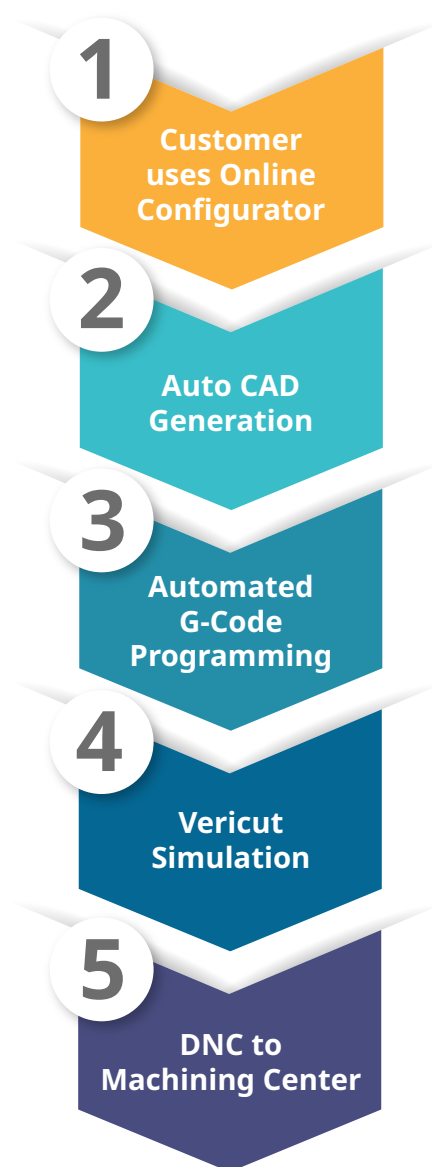 1
Customer
uses Online
Configurator
2
Auto CAD
Generation
3
Automated
G-Code
Programming
4
Vericut
Simulation
5
DNC to
Machining Center